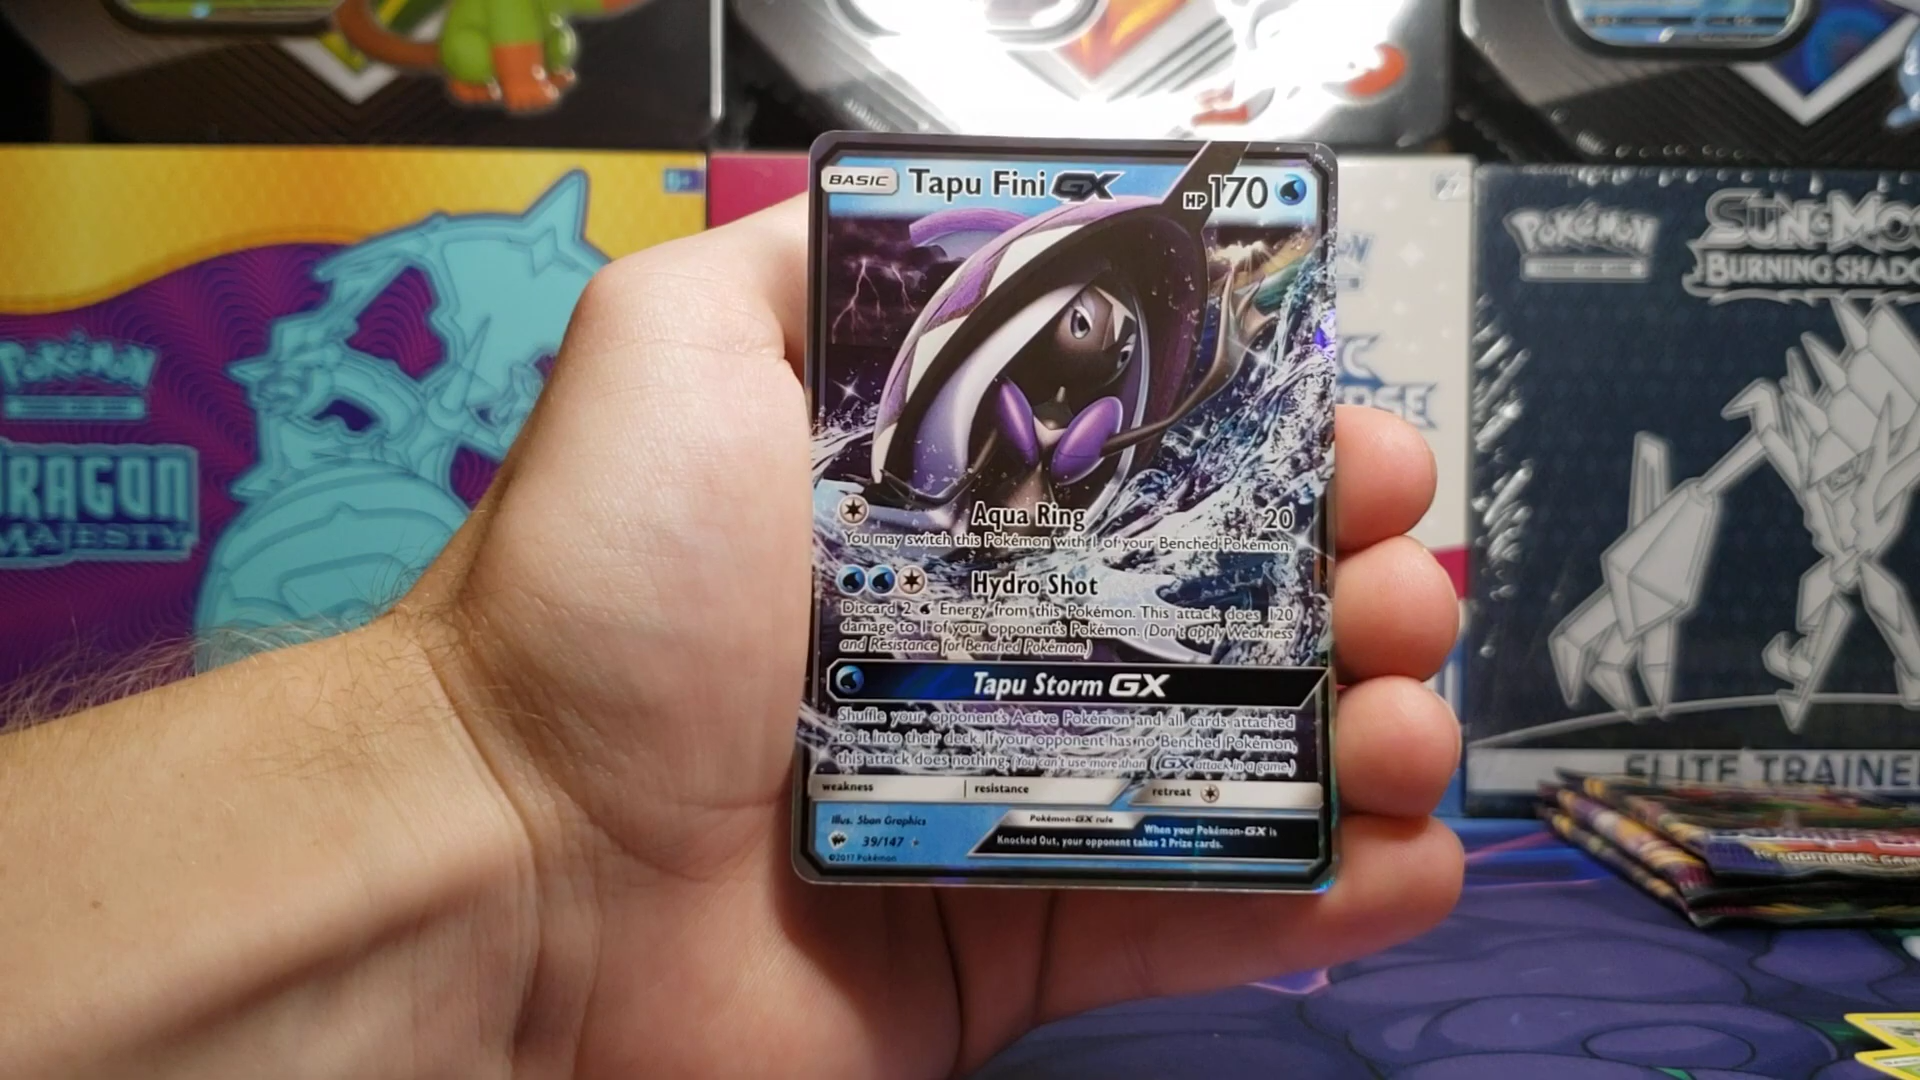 BASIC Tapu Fini GX HP 170
Aqua Ring 20
You may switch this Pokémon with 1 of your Benched Pokémon.
Hydro Shot
Discard 2 Energy from this Pokémon. This attack does 120
damage to 1 of your opponent's Pokémon. (Don't apply Weakness
and Resistance for Benched Pokémon.)
Tapu Storm GX
Shuffle your opponent's Active Pokémon and all cards attached
to it into their deck. If your opponent has no Benched Pokémon,
this attack does nothing. (You can't use more than 1 GX attack in a game.)
weakness resistance retreat
Illus. 5ban Graphics
39/147
©2017 Pokémon
Pokémon-GX rule
When your Pokémon-GX is
Knocked Out, your opponent takes 2 Prize cards.
POKéMON
DRAGON
MAJESTY
POKéMON
SUN & MOO
BURNING SHADO
ELITE TRAINE